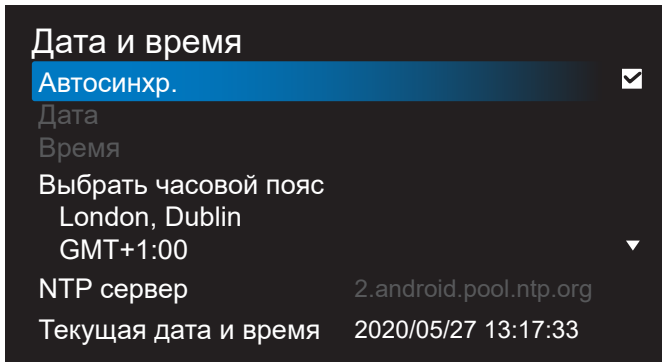 Дата и время
Автосинхр.
Дата
Время
Выбрать часовой пояс
London, Dublin
GMT+1:00
NTP сервер 2.android.pool.ntp.org
Текущая дата и время 2020/05/27 13:17:33